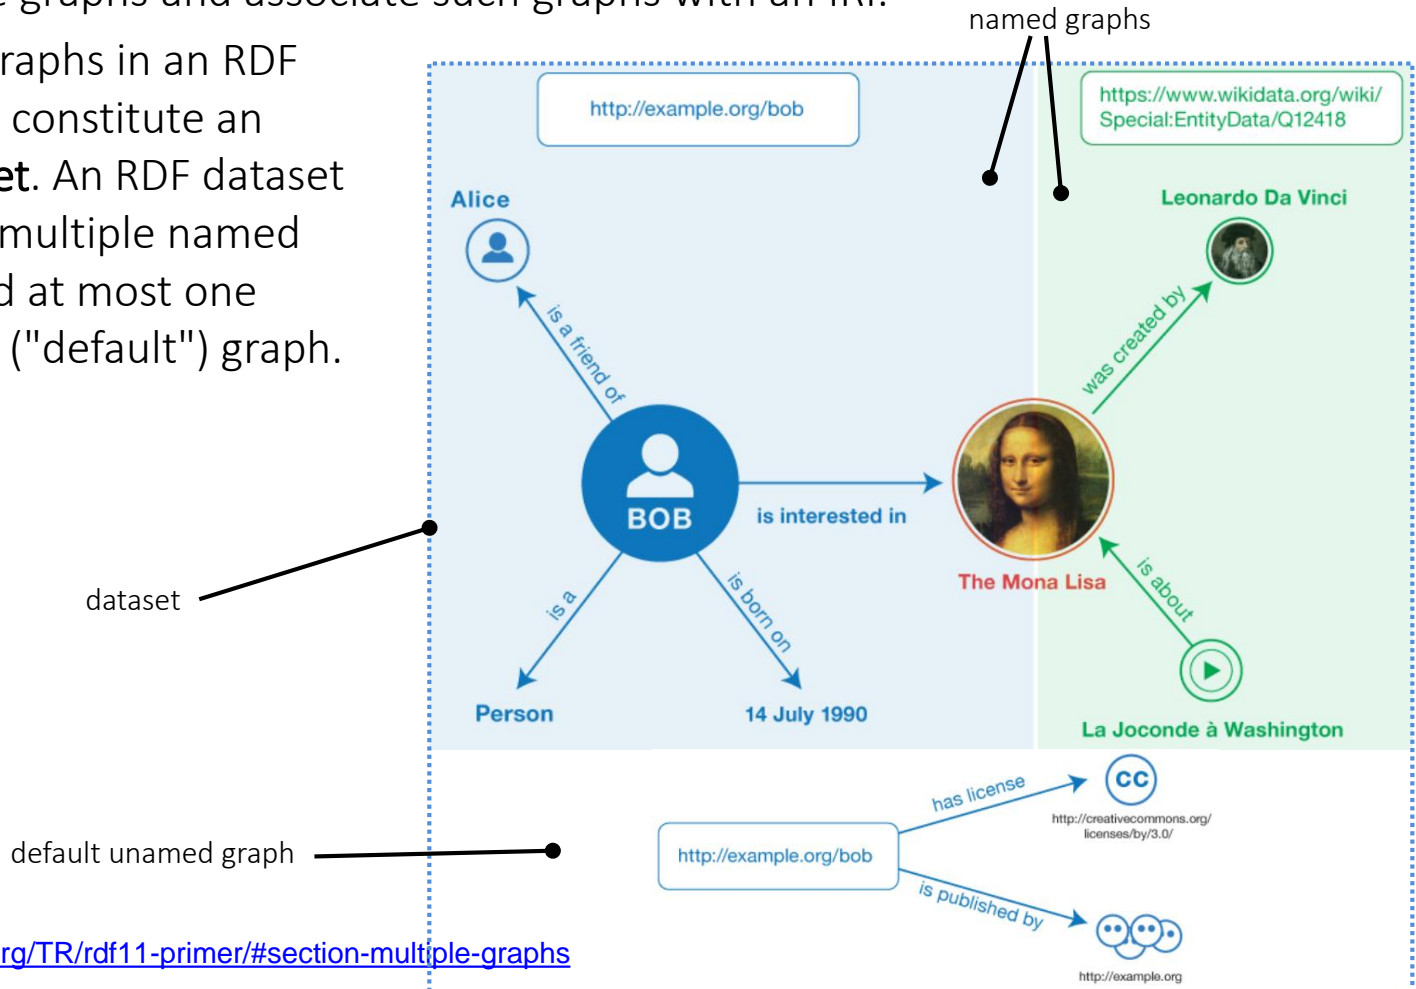 e graphs and associate such graphs with an IRI.
named graphs
raphs in an RDF
constitute an
et. An RDF dataset
multiple named
d at most one
("default") graph.
http://example.org/bob
https://www.wikidata.org/wiki/
Special:EntityData/Q12418
Alice
Leonardo Da Vinci
is a friend of
was created by
BOB
is interested in
The Mona Lisa
dataset
is a
is born on
is about
Person
14 July 1990
La Joconde à Washington
default unamed graph
http://example.org/bob
has license
cc
http://creativecommons.org/
licenses/by/3.0/
is published by
http://example.org
rg/TR/rdf11-primer/#section-multiple-graphs